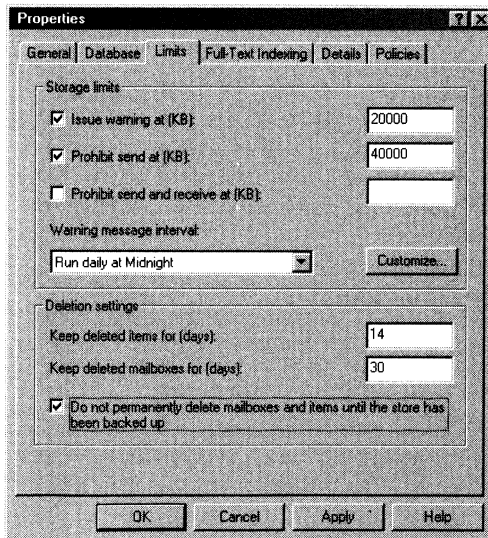 Properties
General Database Limits Full-Text Indexing Details Policies
Storage limits
Issue warning at (KB): 20000
Prohibit send at (KB): 40000
Prohibit send and receive at (KB):
Warning message interval:
Run daily at Midnight Customize...
Deletion settings
Keep deleted items for (days): 14
Keep deleted mailboxes for (days): 30
Do not permanently delete mailboxes and items until the store has
been backed up
OK Cancel Apply Help